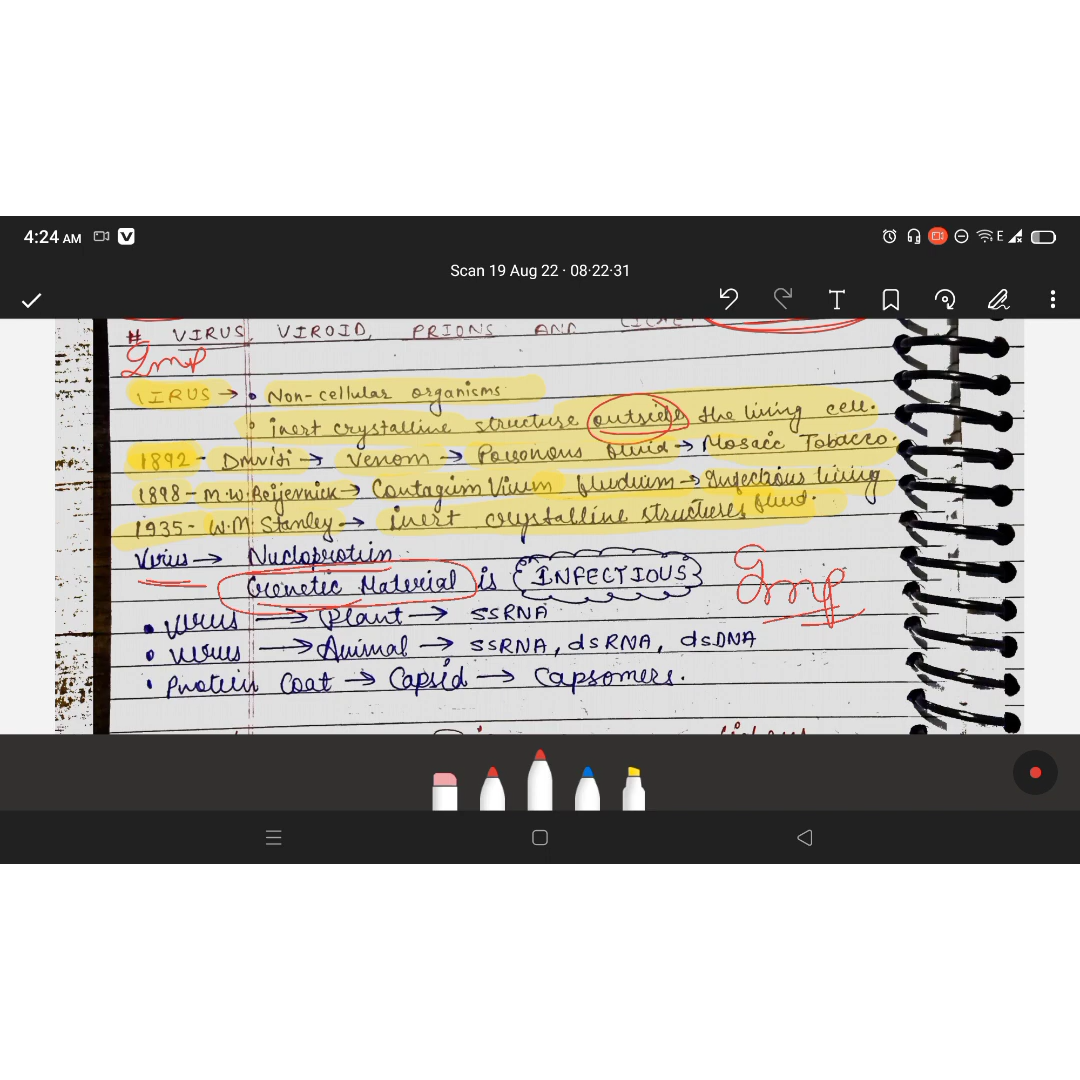 4:24 AM
Scan 19 Aug 22 · 08:22:31
T
# VIRUS, VIROID, PRIONS AND
Imp
VIRUS → • Non-cellular organisms.
• inert crystalline structure outside the living cell.
1892 - Dmviti → Venom → Poisonous fluid → Mosaic Tobacco.
1898 - M.W. Beijernick → Contagium Vivum fluidium → Infectious living fluid.
1935 - W.M. Stanley → inert crystalline structures
Virus → Nucloprotien
Genetic Material is INFECTIOUS
Imp
• Virus → Plant → ssRNA
• virus → Animal → ssRNA, dsRNA, dsDNA
• Protein Coat → Capsid → Capsomers.